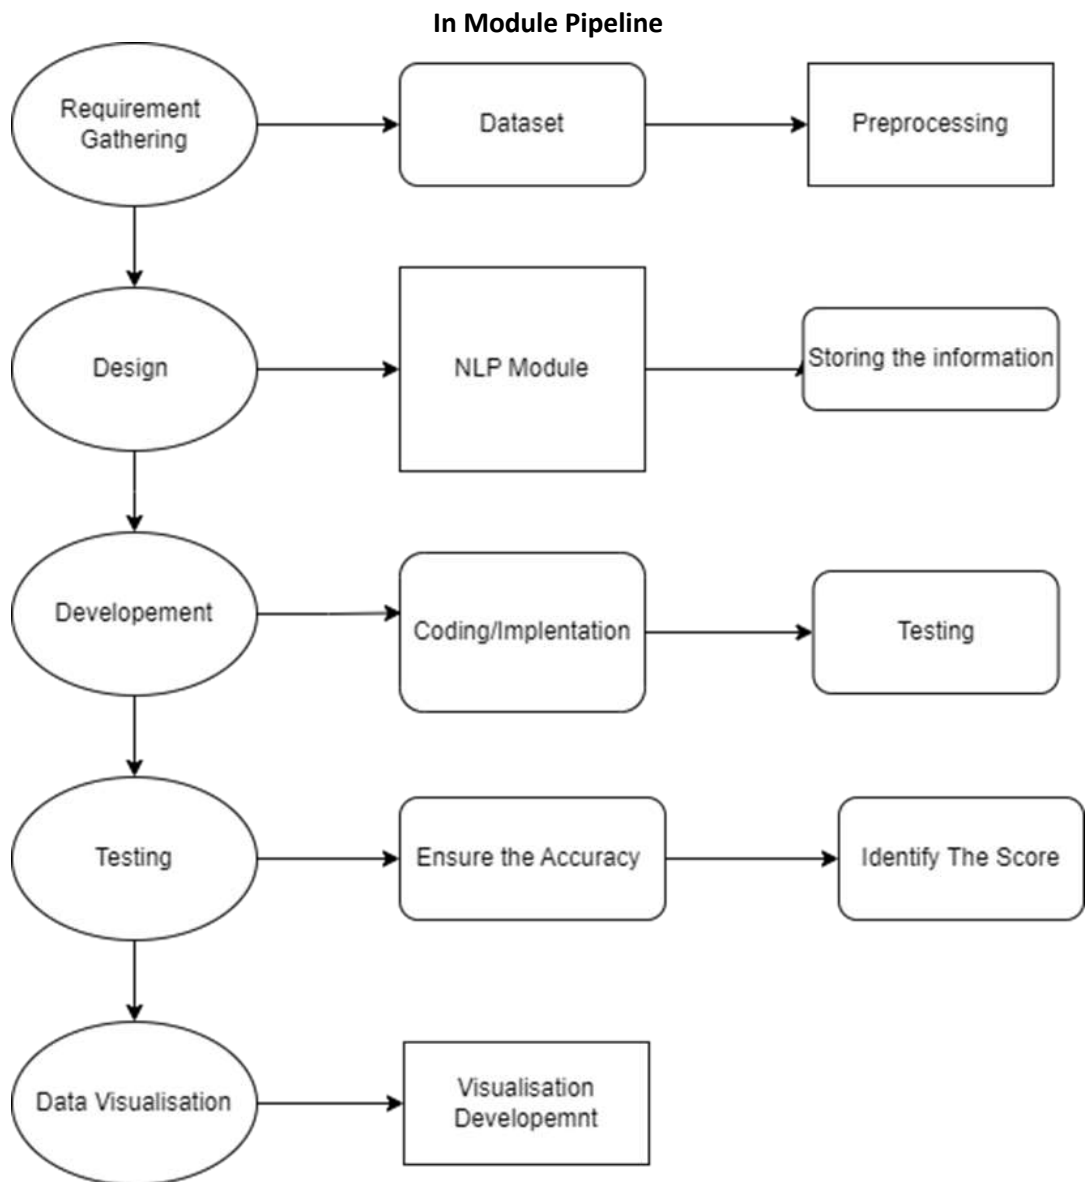 In Module Pipeline
Requirement
Gathering
Dataset
Preprocessing
Design
NLP Module
Storing the information
Developement
Coding/Implentation
Testing
Testing
Ensure the Accuracy
Identify The Score
Data Visualisation
Visualisation
Developemnt